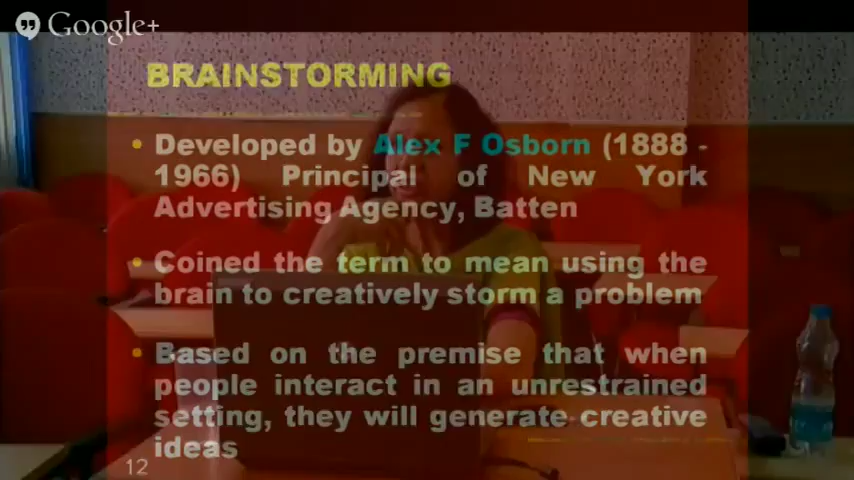 Google+
BRAINSTORMING
• Developed by Alex F Osborn (1888 -
1966) Principal of New York
Advertising Agency, Batten
• Coined the term to mean using the
brain to creatively storm a problem
• Based on the premise that when
people interact in an unrestrained
setting, they will generate creative
ideas
12